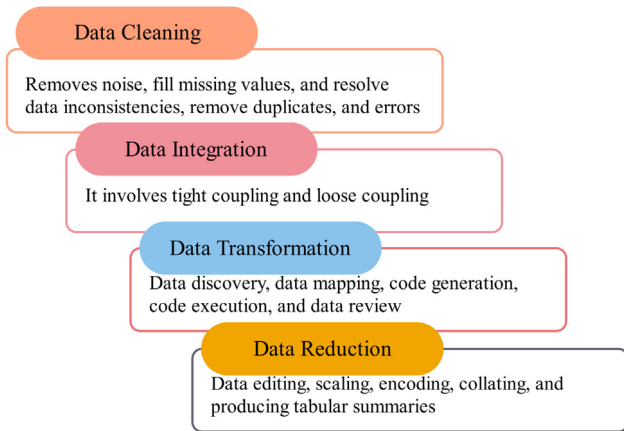 Data Cleaning
Removes noise, fill missing values, and resolve
data inconsistencies, remove duplicates, and errors
Data Integration
It involves tight coupling and loose coupling
Data Transformation
Data discovery, data mapping, code generation,
code execution, and data review
Data Reduction
Data editing, scaling, encoding, collating, and
producing tabular summaries